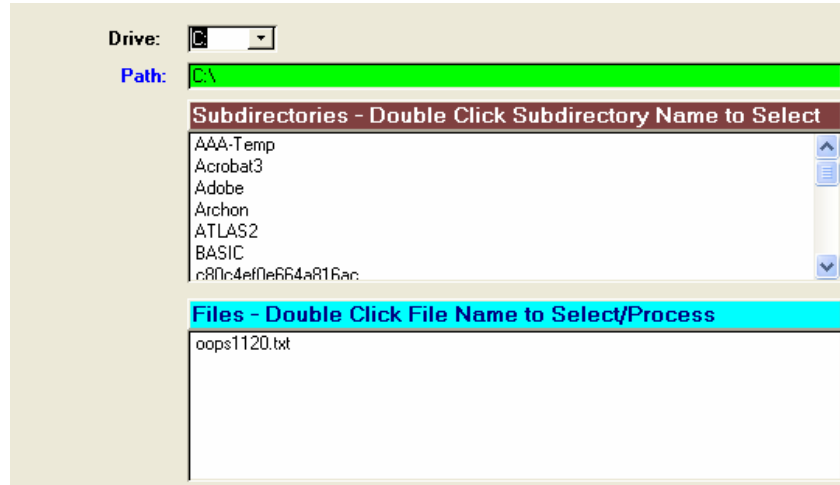 Drive: C:
Path: C:\
Subdirectories - Double Click Subdirectory Name to Select
AAA-Temp
Acrobat3
Adobe
Archon
ATLAS2
BASIC
c80c4ef0e664a816ac
Files - Double Click File Name to Select/Process
oops1120.txt